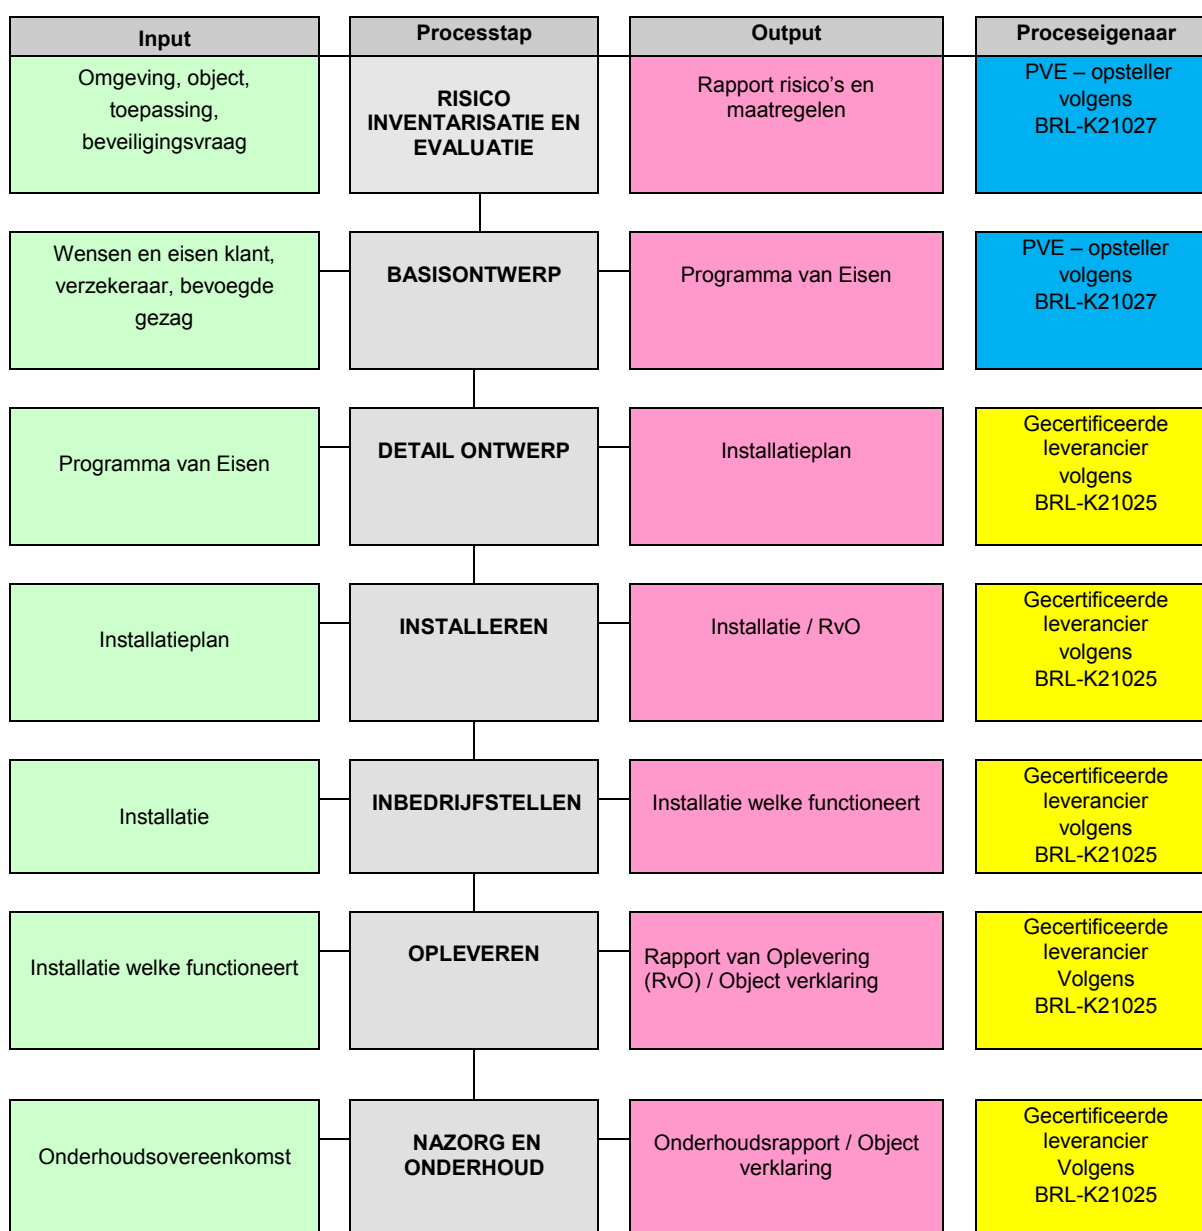 Input
Processtap
Output
Proceseigenaar
Omgeving, object,
toepassing,
beveiligingsvraag
RISICO
INVENTARISATIE EN
EVALUATIE
Rapport risico's en
maatregelen
PVE – opsteller
volgens
BRL-K21027
Wensen en eisen klant,
verzekeraar, bevoegde
gezag
BASISONTWERP
Programma van Eisen
PVE – opsteller
volgens
BRL-K21027
Programma van Eisen
DETAIL ONTWERP
Installatieplan
Gecertificeerde
leverancier
volgens
BRL-K21025
Installatieplan
INSTALLEREN
Installatie / RvO
Gecertificeerde
leverancier
volgens
BRL-K21025
Installatie
INBEDRIJFSTELLEN
Installatie welke functioneert
Gecertificeerde
leverancier
volgens
BRL-K21025
Installatie welke functioneert
OPLEVEREN
Rapport van Oplevering
(RvO) / Object verklaring
Gecertificeerde
leverancier
Volgens
BRL-K21025
Onderhoudsovereenkomst
NAZORG EN
ONDERHOUD
Onderhoudsrapport / Object
verklaring
Gecertificeerde
leverancier
Volgens
BRL-K21025